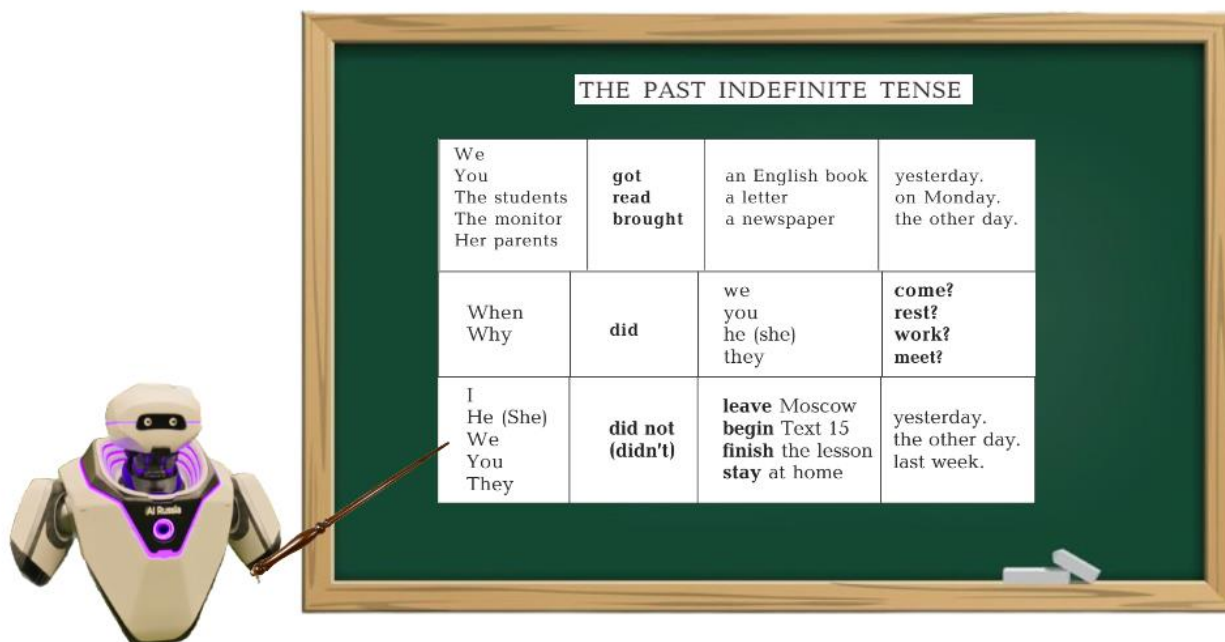 THE PAST INDEFINITE TENSE
We
You
The students
The monitor
Her parents
got
read
brought
an English book
a letter
a newspaper
yesterday.
on Monday.
the other day.
When
Why
did
we
you
he (she)
they
come?
rest?
work?
meet?
I
He (She)
We
You
They
did not
(didn't)
leave Moscow
begin Text 15
finish the lesson
stay at home
yesterday.
the other day.
last week.
AI Russia